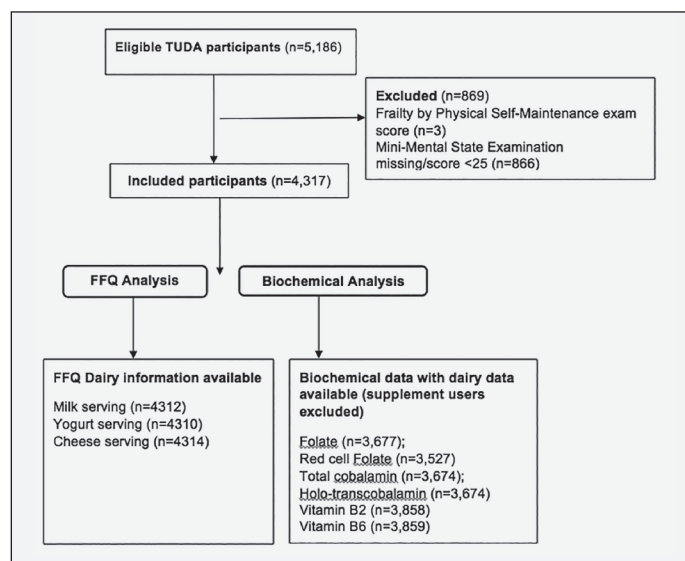 Eligible TUDA participants (n=5,186)
Excluded (n=869)
Frailty by Physical Self-Maintenance exam
score (n=3)
Mini-Mental State Examination
missing/score <25 (n=866)
Included participants (n=4,317)
FFQ Analysis
Biochemical Analysis
FFQ Dairy information available
Milk serving (n=4312)
Yogurt serving (n=4310)
Cheese serving (n=4314)
Biochemical data with dairy data
available (supplement users
excluded)
Folate (n=3,677);
Red cell Folate (n=3,527)
Total cobalamin (n=3,674);
Holo-transcobalamin (n=3,674)
Vitamin B2 (n=3,858)
Vitamin B6 (n=3,859)